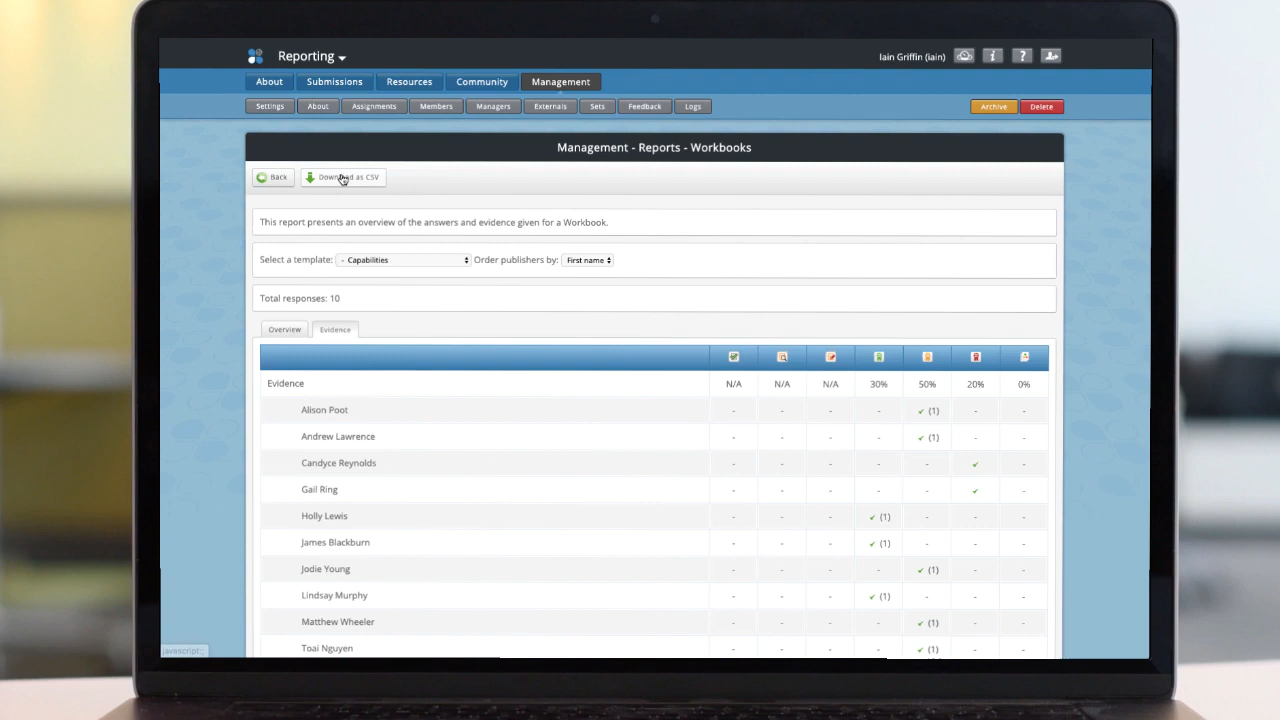 Reporting
Iain Griffin (iain)
About Submissions Resources Community Management
Settings About Assignments Members Managers Externals Sets Feedback Logs Archive Delete
Management - Reports - Workbooks
Back Download as CSV
This report presents an overview of the answers and evidence given for a Workbook.
Select a template: - Capabilities Order publishers by: First name
Total responses: 10
Overview Evidence
Evidence N/A N/A N/A 30% 50% 20% 0%
Alison Poot - - - - ✔ (1) - -
Andrew Lawrence - - - - ✔ (1) - -
Candyce Reynolds - - - - - ✔ -
Gail Ring - - - - - ✔ -
Holly Lewis - - - ✔ (1) - - -
James Blackburn - - - ✔ (1) - - -
Jodie Young - - - - ✔ (1) - -
Lindsay Murphy - - - ✔ (1) - - -
Matthew Wheeler - - - - ✔ (1) - -
Toai Nguyen - - - - ✔ (1) - -
javascript:;